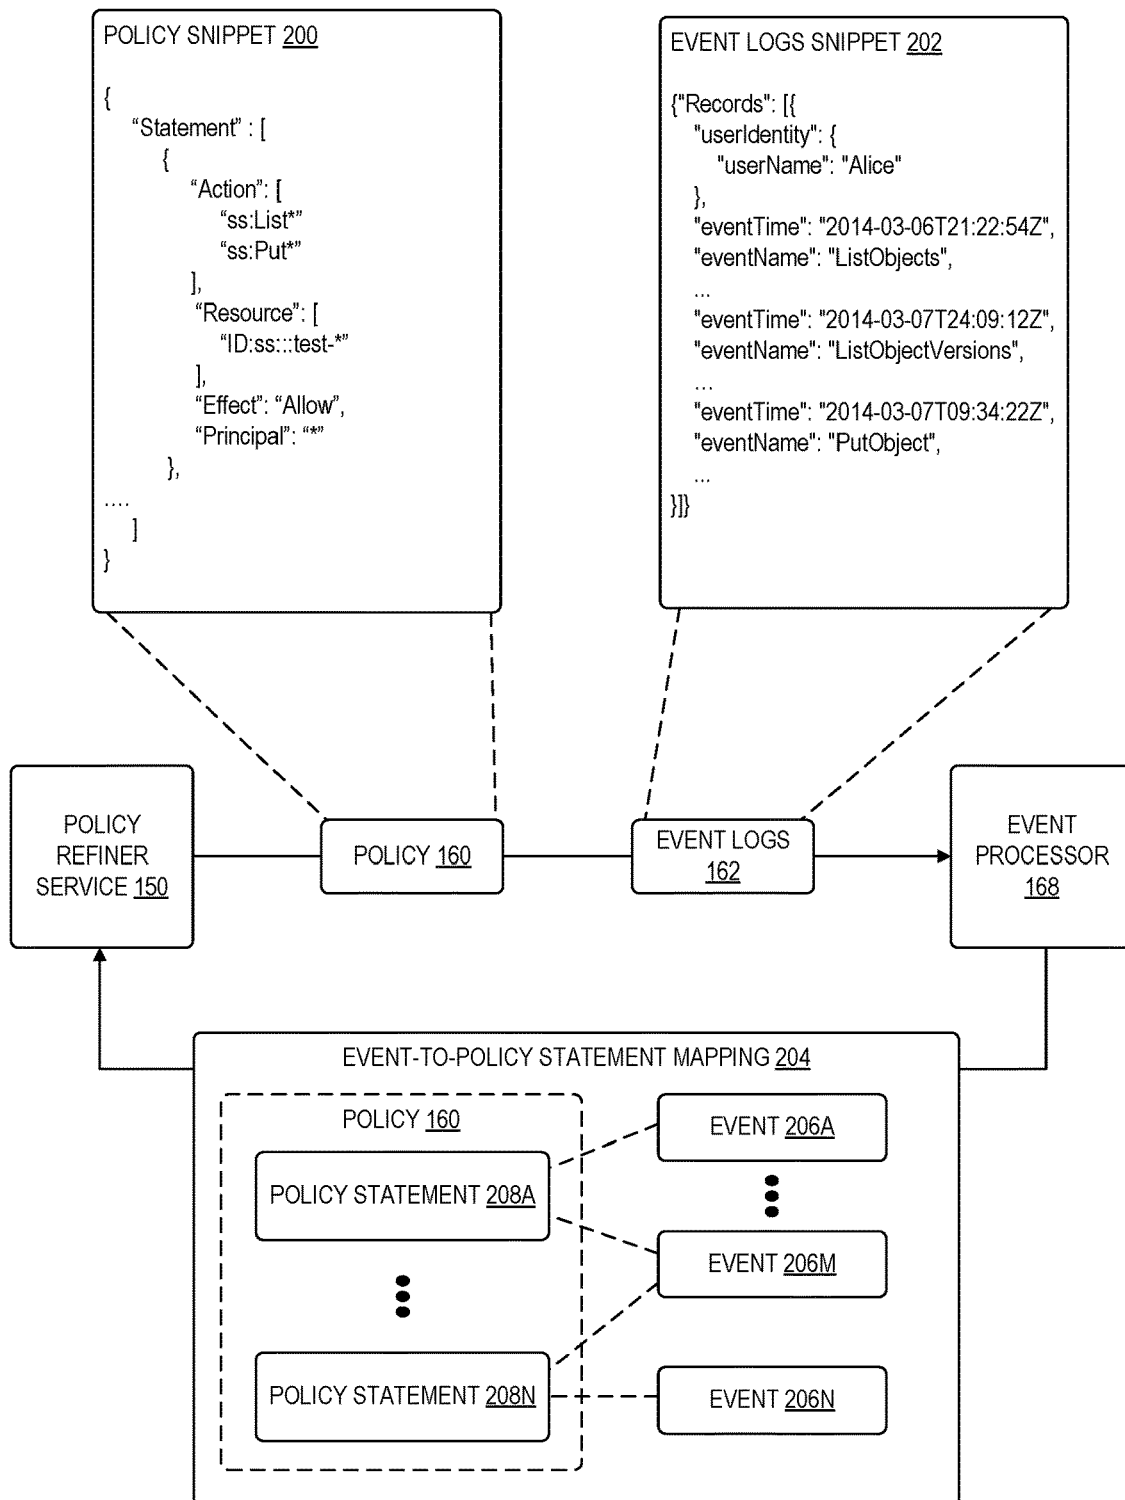 POLICY SNIPPET 200
{
“Statement” : [
{
“Action”: [
“ss:List*”
“ss:Put*”
],
“Resource”: [
“ID:ss:::test-*”
],
“Effect”: “Allow”,
“Principal”: “*”
},
....
]
}
EVENT LOGS SNIPPET 202
{"Records": [{
"userIdentity": {
"userName": "Alice"
},
"eventTime": "2014-03-06T21:22:54Z",
"eventName": "ListObjects",
...
"eventTime": "2014-03-07T24:09:12Z",
"eventName": "ListObjectVersions",
...
"eventTime": "2014-03-07T09:34:22Z",
"eventName": "PutObject",
...
}]}
POLICY
REFINER
SERVICE 150
POLICY 160
EVENT LOGS
162
EVENT
PROCESSOR
168
EVENT-TO-POLICY STATEMENT MAPPING 204
POLICY 160
POLICY STATEMENT 208A
POLICY STATEMENT 208N
EVENT 206A
EVENT 206M
EVENT 206N